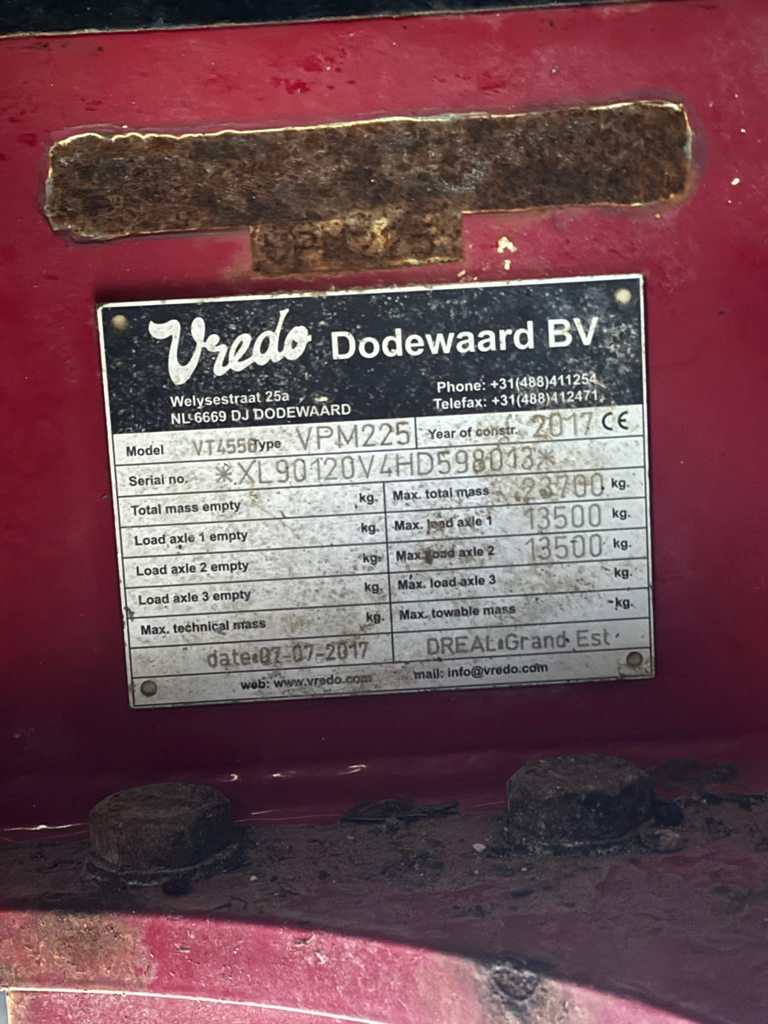 Vredo Dodewaard BV
Welysestraat 25a
NL-6669 DJ DODEWAARD
Phone: +31(488)411254
Telefax: +31(488)412471
Model VT4556 Type VPM225 Year of constr. 2017 CE
Serial no. *XL90120V4HD598013*
Total mass empty kg. Max. total mass 23700 kg.
Load axle 1 empty kg. Max. load axle 1 13500 kg.
Load axle 2 empty kg. Max. load axle 2 13500 kg.
Load axle 3 empty kg. Max. load axle 3 kg.
Max. technical mass kg. Max. towable mass kg.
date:07-07-2017 DREAL:Grand Est
web: www.vredo.com mail: info@vredo.com